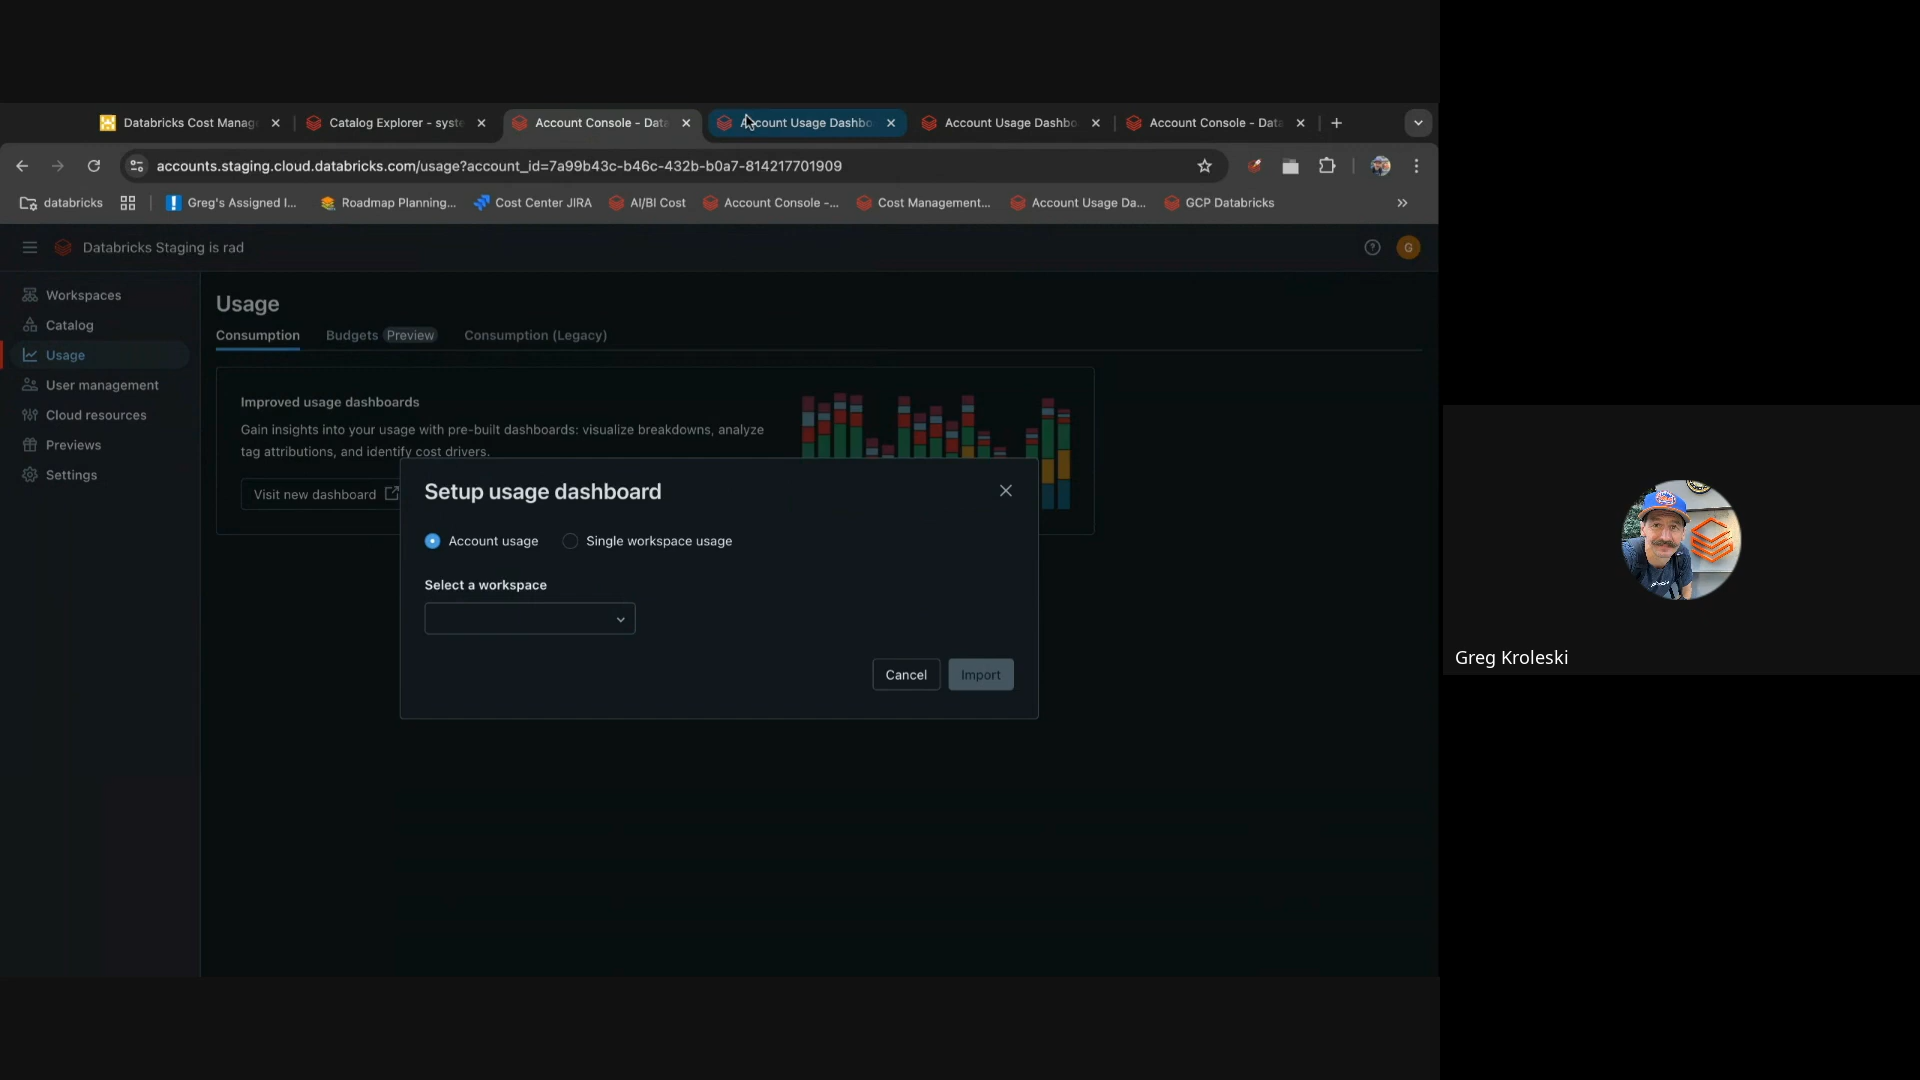 Databricks Cost Manag
Catalog Explorer - syste
Account Console - Data
Account Usage Dashbo
Account Usage Dashbo
Account Console - Data
accounts.staging.cloud.databricks.com/usage?account_id=7a99b43c-b46c-432b-b0a7-814217701909
databricks
Greg's Assigned I...
Roadmap Planning...
Cost Center JIRA
AI/BI Cost
Account Console -...
Cost Management...
Account Usage Da...
GCP Databricks
Databricks Staging is rad
G
Workspaces
Catalog
Usage
User management
Cloud resources
Previews
Settings
Usage
Consumption
Budgets Preview
Consumption (Legacy)
Improved usage dashboards
Gain insights into your usage with pre-built dashboards: visualize breakdowns, analyze
tag attributions, and identify cost drivers.
Visit new dashboard
Setup usage dashboard
Account usage
Single workspace usage
Select a workspace
Cancel
Import
Greg Kroleski